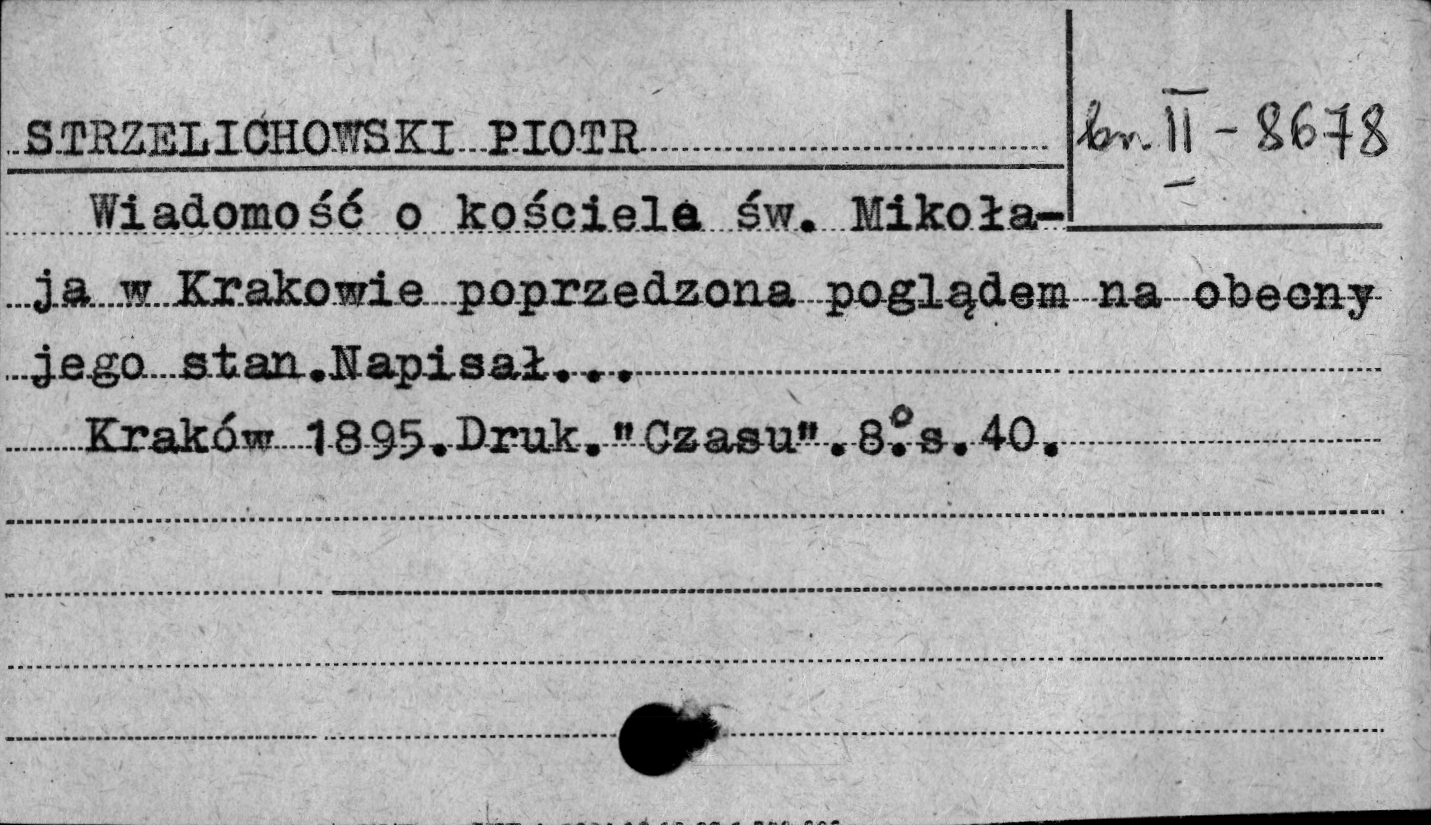 STRZELICHOWSKI PIOTR
br. II - 8678
Wiadomość o kościele św. Mikoła-
ja w Krakowie poprzedzona poglądem na obecny
jego stan.Napisał...
Kraków 1895.Druk."Czasu".8.° s.40.